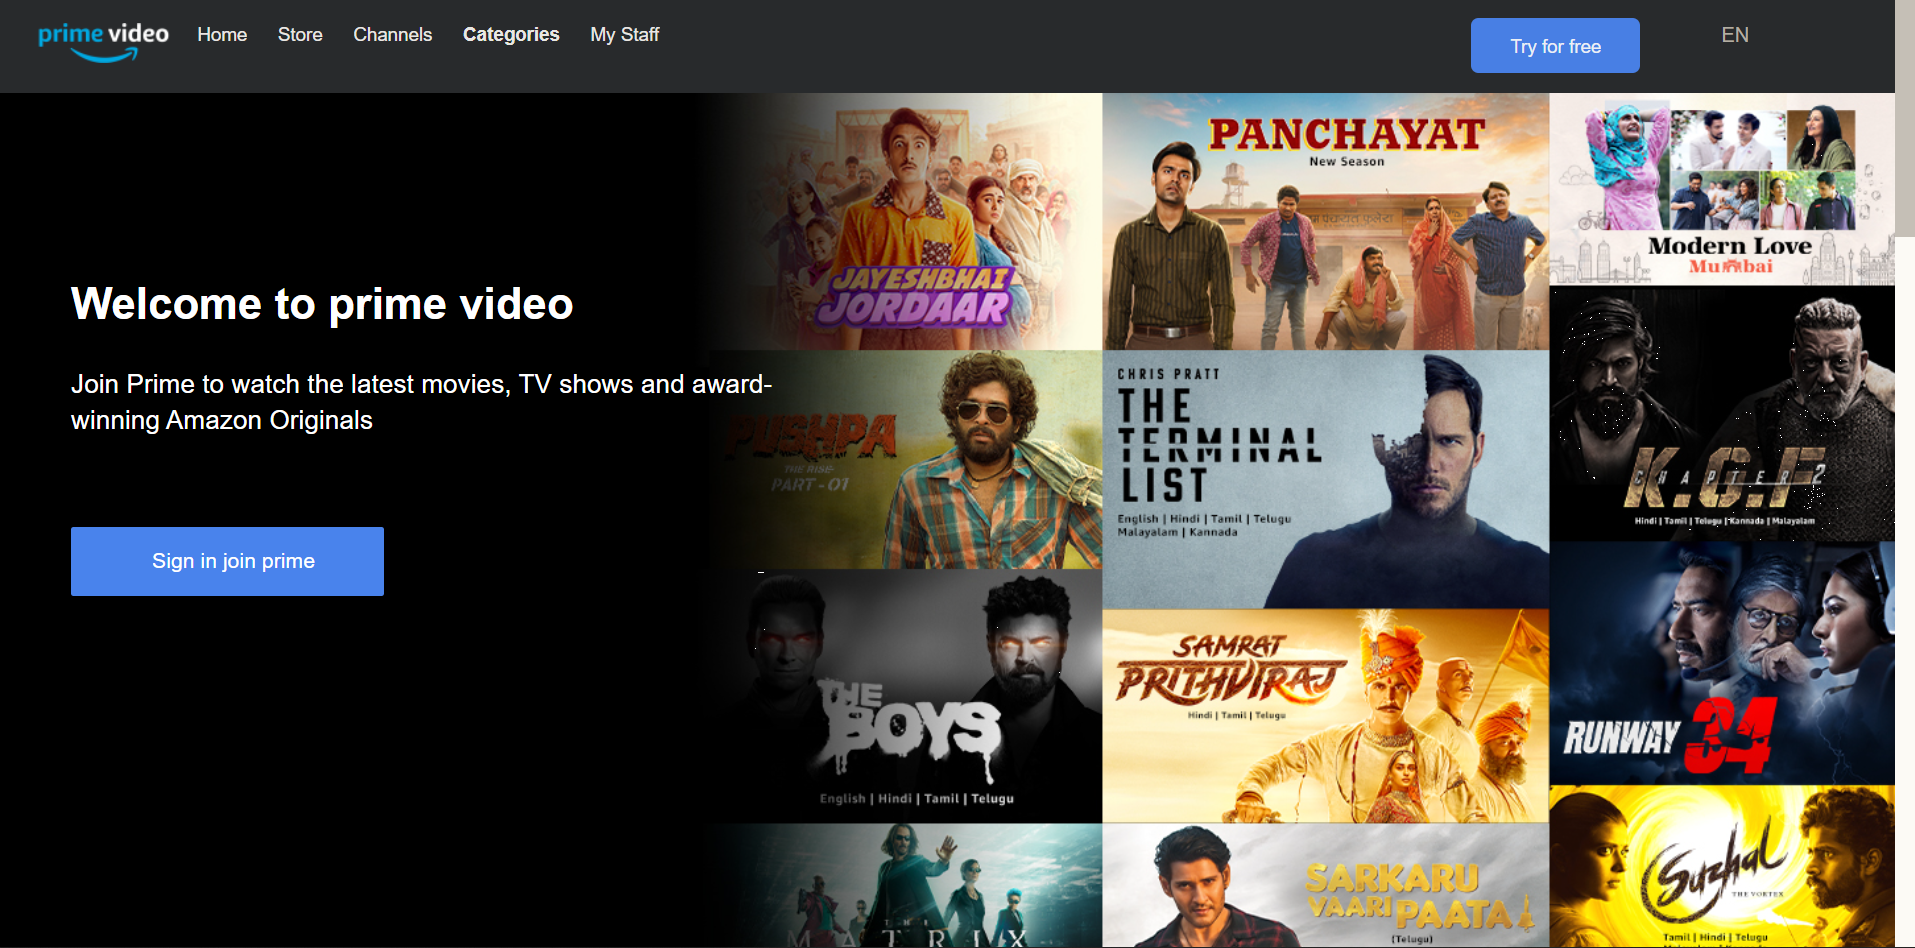 prime video
Home Store Channels Categories My Staff
Try for free
EN
Welcome to prime video
Join Prime to watch the latest movies, TV shows and award-
winning Amazon Originals
Sign in join prime
JAYESHBHAI
JORDAAR
PUSHPA
THE RISE-
PART - 01
THE
BOYS
English | Hindi | Tamil | Telugu
THE
MATRIX
PANCHAYAT
New Season
CHRIS PRATT
THE
TERMINAL
LIST
English | Hindi | Tamil | Telugu
Malayalam | Kannada
SAMRAT
PRITHVIRAJ
Hindi | Tamil | Telugu
SARKARU
VAARI PAATA
(Telugu)
Modern Love
Mumbai
K.G.F
CHAPTER 2
Hindi | Tamil | Telugu | Kannada | Malayalam
RUNWAY 34
Suzhal
THE VORTEX
Tamil | Hindi | Telugu